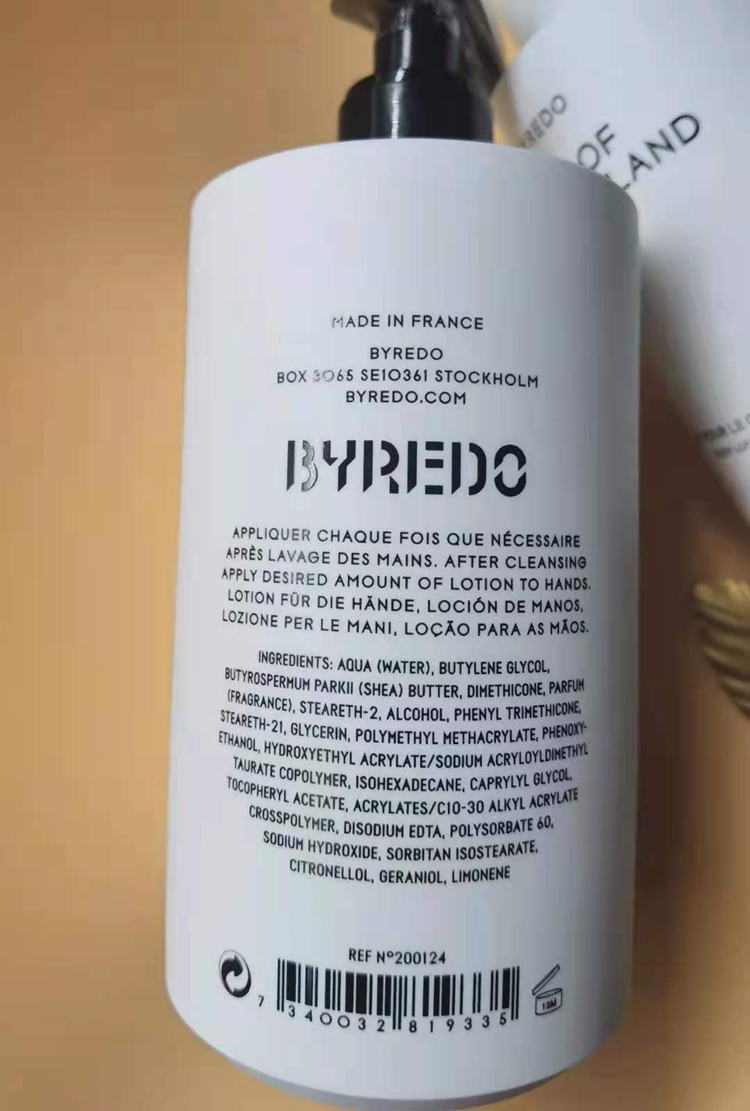 BYREDO
OF
LAND
MADE IN FRANCE
BYREDO
BOX 3065 SE10361 STOCKHOLM
BYREDO.COM
BYREDO
APPLIQUER CHAQUE FOIS QUE NÉCESSAIRE
APRÈS LAVAGE DES MAINS. AFTER CLEANSING
APPLY DESIRED AMOUNT OF LOTION TO HANDS.
LOTION FÜR DIE HÄNDE, LOCIÓN DE MANOS,
LOZIONE PER LE MANI, LOÇÃO PARA AS MÃOS.
INGREDIENTS: AQUA (WATER), BUTYLENE GLYCOL,
BUTYROSPERMUM PARKII (SHEA) BUTTER, DIMETHICONE, PARFUM
(FRAGRANCE), STEARETH-2, ALCOHOL, PHENYL TRIMETHICONE,
STEARETH-21, GLYCERIN, POLYMETHYL METHACRYLATE, PHENOXY-
ETHANOL, HYDROXYETHYL ACRYLATE/SODIUM ACRYLOYLDIMETHYL
TAURATE COPOLYMER, ISOHEXADECANE, CAPRYLYL GLYCOL,
TOCOPHERYL ACETATE, ACRYLATES/C10-30 ALKYL ACRYLATE
CROSSPOLYMER, DISODIUM EDTA, POLYSORBATE 60,
SODIUM HYDROXIDE, SORBITAN ISOSTEARATE,
CITRONELLOL, GERANIOL, LIMONENE
REF Nº200124
7 340032 819335
12M